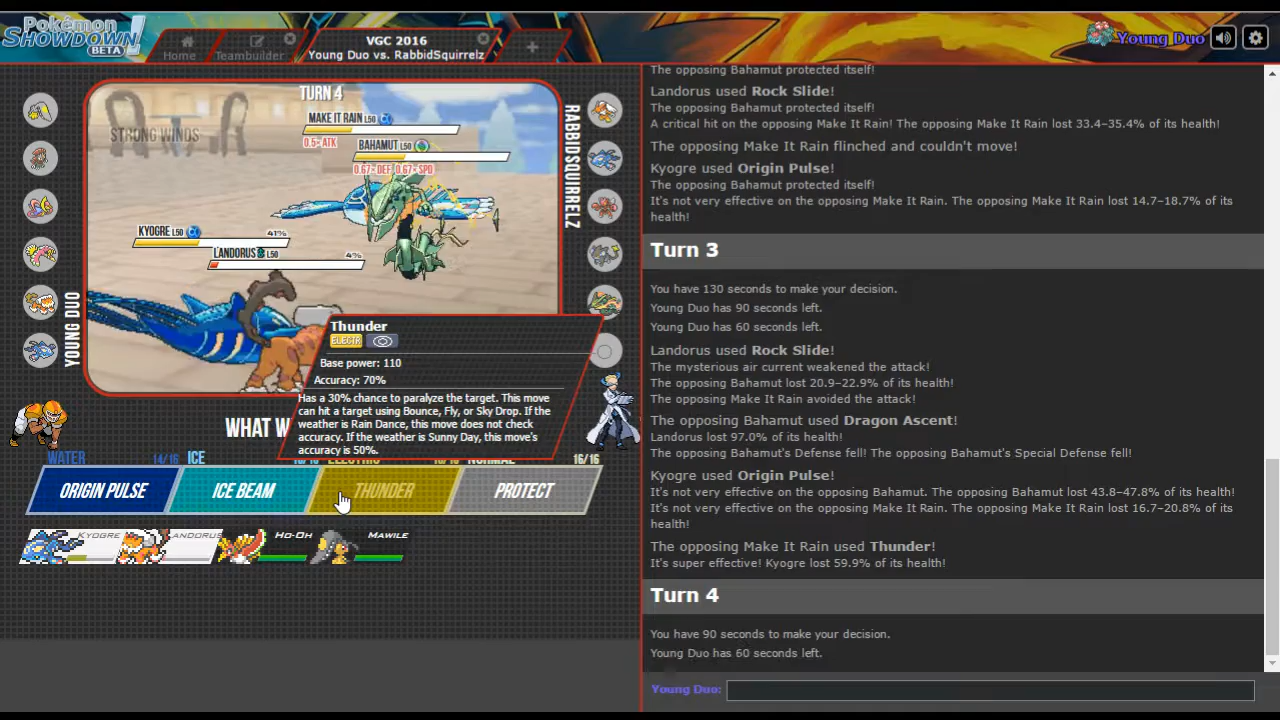 Pokémon
SHOWDOWN
BETA
Home
Teambuilder
VGC 2016
Young Duo vs. RabbidSquirrelz
Young Duo
TURN 4
STRONG WINDS
MAKE IT RAIN L50
0.5× ATK
BAHAMUT L50
0.67× DEF 0.67× SPD
RABBIDSQUIRRELZ
KYOGRE L50
41%
LANDORUS L50
4%
YOUNG DUO
Thunder
ELECTR
Base power: 110
Accuracy: 70%
Has a 30% chance to paralyze the target. This move
can hit a target using Bounce, Fly, or Sky Drop. If the
weather is Rain Dance, this move does not check
accuracy. If the weather is Sunny Day, this move's
accuracy is 50%.
WHAT W
WATER 14/16 ICE
16/16
ORIGIN PULSE
ICE BEAM
THUNDER
PROTECT
KYOGRE
LANDORUS
HO-OH
MAWILE
The opposing Bahamut protected itself!
Landorus used Rock Slide!
The opposing Bahamut protected itself!
A critical hit on the opposing Make It Rain! The opposing Make It Rain lost 33.4–35.4% of its health!
The opposing Make It Rain flinched and couldn't move!
Kyogre used Origin Pulse!
The opposing Bahamut protected itself!
It's not very effective on the opposing Make It Rain. The opposing Make It Rain lost 14.7–18.7% of its
health!
Turn 3
You have 130 seconds to make your decision.
Young Duo has 90 seconds left.
Young Duo has 60 seconds left.
Landorus used Rock Slide!
The mysterious air current weakened the attack!
The opposing Bahamut lost 20.9–22.9% of its health!
The opposing Make It Rain avoided the attack!
The opposing Bahamut used Dragon Ascent!
Landorus lost 97.0% of its health!
The opposing Bahamut's Defense fell! The opposing Bahamut's Special Defense fell!
Kyogre used Origin Pulse!
It's not very effective on the opposing Bahamut. The opposing Bahamut lost 43.8–47.8% of its health!
It's not very effective on the opposing Make It Rain. The opposing Make It Rain lost 16.7–20.8% of its
health!
The opposing Make It Rain used Thunder!
It's super effective! Kyogre lost 59.9% of its health!
Turn 4
You have 90 seconds to make your decision.
Young Duo has 60 seconds left.
Young Duo: